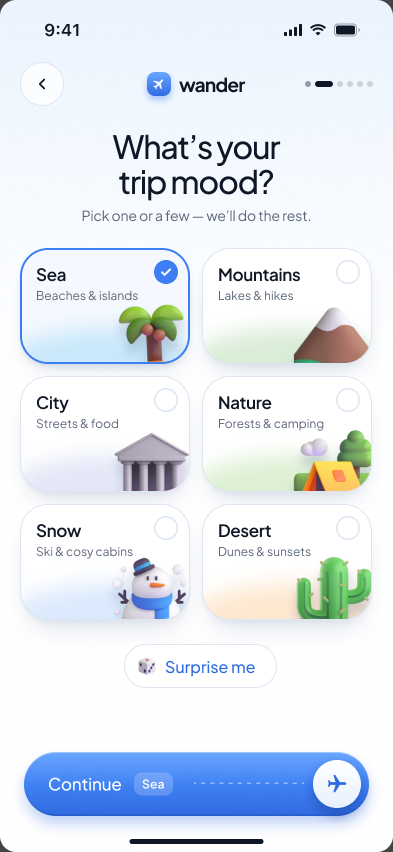 9:41
wander
What's your
trip mood?
Pick one or a few — we'll do the rest.
Sea
Beaches & islands
Mountains
Lakes & hikes
City
Streets & food
Nature
Forests & camping
Snow
Ski & cosy cabins
Desert
Dunes & sunsets
Surprise me
Continue Sea